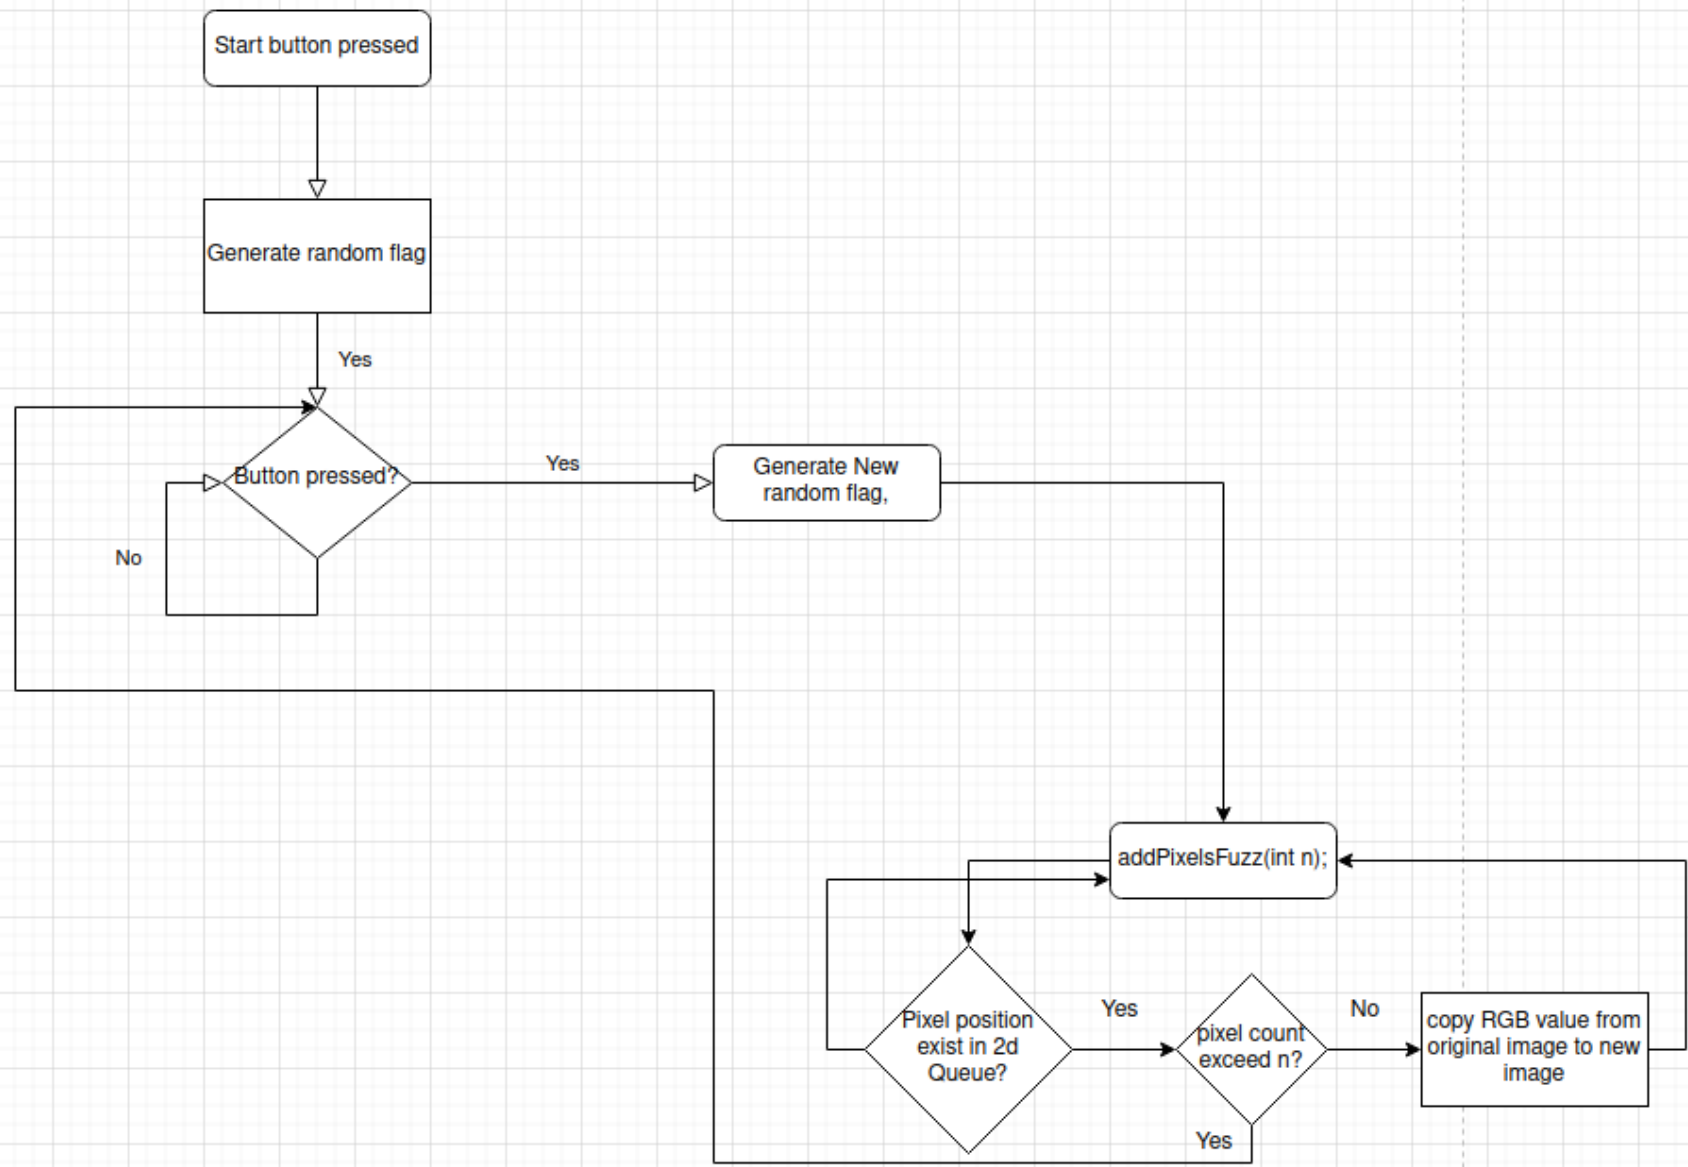 Start button pressed
Generate random flag
Yes
Button pressed?
Yes
Generate New
random flag,
No
addPixelsFuzz(int n);
Pixel position
exist in 2d
Queue?
Yes
pixel count
exceed n?
No
copy RGB value from
original image to new
image
Yes